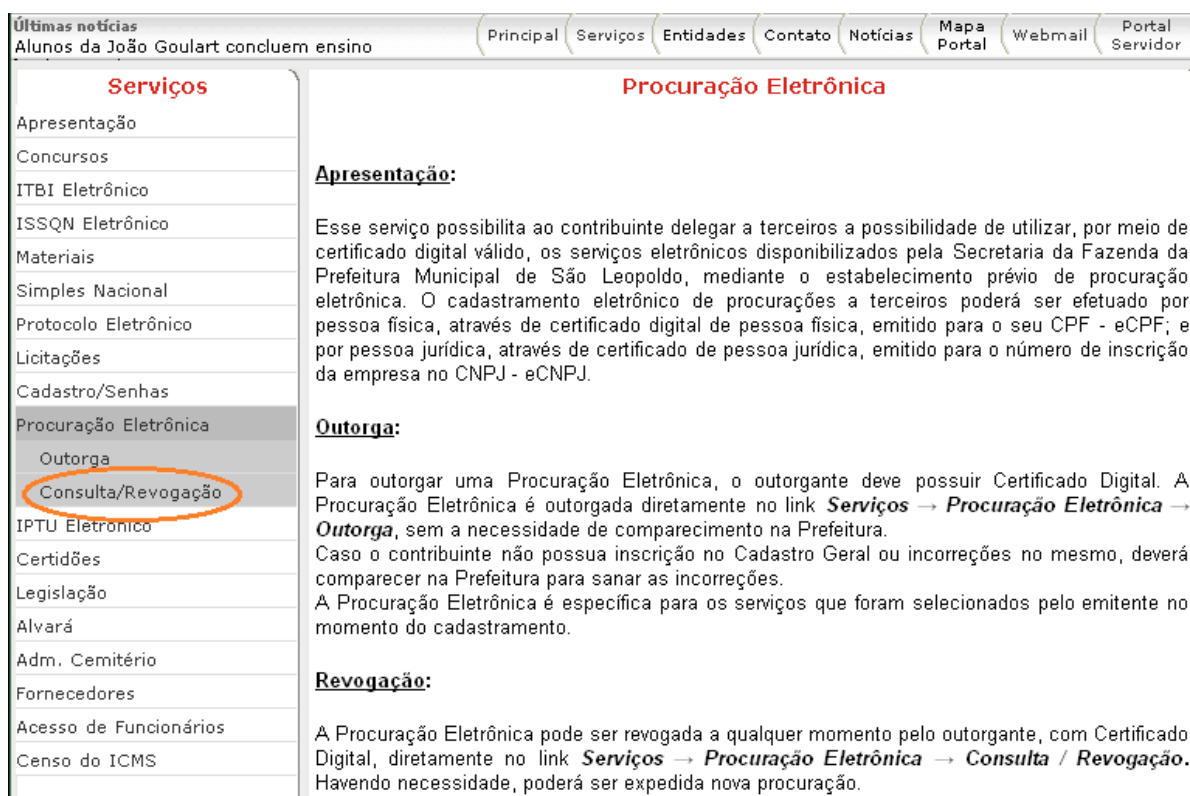 Últimas notícias
Alunos da João Goulart concluem ensino
Principal
Serviços
Entidades
Contato
Notícias
Mapa
Portal
Webmail
Portal
Servidor
Serviços
Apresentação
Concursos
ITBI Eletrônico
ISSQN Eletrônico
Materiais
Simples Nacional
Protocolo Eletrônico
Licitações
Cadastro/Senhas
Procuração Eletrônica
Outorga
Consulta/Revogação
IPTU Eletrônico
Certidões
Legislação
Alvará
Adm. Cemitério
Fornecedores
Acesso de Funcionários
Censo do ICMS
Procuração Eletrônica
Apresentação:
Esse serviço possibilita ao contribuinte delegar a terceiros a possibilidade de utilizar, por meio de
certificado digital válido, os serviços eletrônicos disponibilizados pela Secretaria da Fazenda da
Prefeitura Municipal de São Leopoldo, mediante o estabelecimento prévio de procuração
eletrônica. O cadastramento eletrônico de procurações a terceiros poderá ser efetuado por
pessoa física, através de certificado digital de pessoa física, emitido para o seu CPF - eCPF; e
por pessoa jurídica, através de certificado de pessoa jurídica, emitido para o número de inscrição
da empresa no CNPJ - eCNPJ.
Outorga:
Para outorgar uma Procuração Eletrônica, o outorgante deve possuir Certificado Digital. A
Procuração Eletrônica é outorgada diretamente no link Serviços → Procuração Eletrônica →
Outorga, sem a necessidade de comparecimento na Prefeitura.
Caso o contribuinte não possua inscrição no Cadastro Geral ou incorreções no mesmo, deverá
comparecer na Prefeitura para sanar as incorreções.
A Procuração Eletrônica é específica para os serviços que foram selecionados pelo emitente no
momento do cadastramento.
Revogação:
A Procuração Eletrônica pode ser revogada a qualquer momento pelo outorgante, com Certificado
Digital, diretamente no link Serviços → Procuração Eletrônica → Consulta / Revogação.
Havendo necessidade, poderá ser expedida nova procuração.